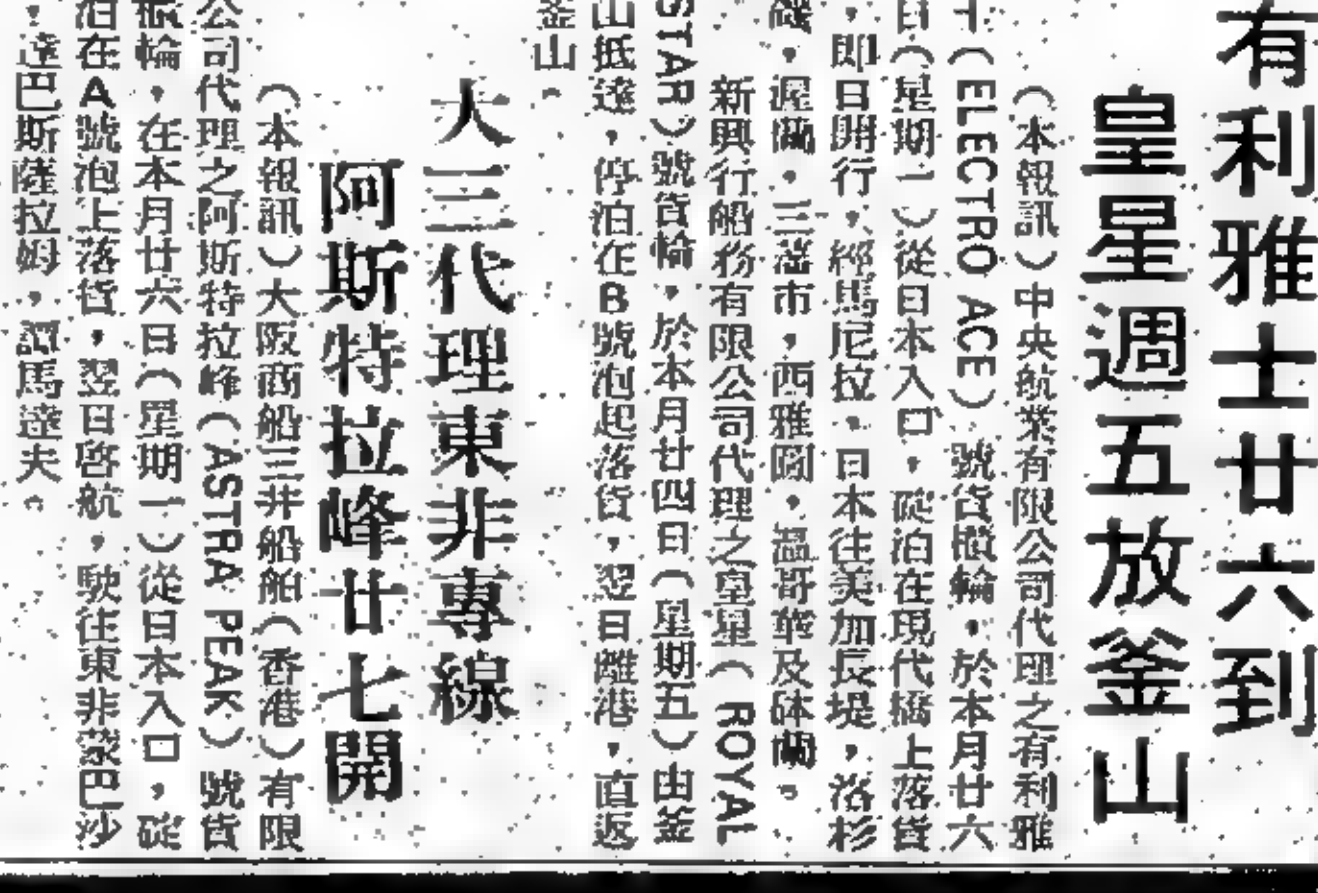 有利雅士廿六到
皇星週五放釜山
（本報訊）中央航業有限公司代理之有利雅
士（ELECTRO ACE）號貨櫃輪，於本月廿六
日（星期一）從日本入口，碇泊在現代橋上落貨
，即日開行，經馬尼拉，日本往美加長堤，洛杉
磯，屋崙，三藩市，西雅圖，溫哥華及砵蘭。
新興行船務有限公司代理之皇星（ROYAL
STAR）號貨輪，於本月廿四日（星期五）由釜
山抵達，停泊在B號泡起落貨，翌日離港，直返
釜山。
大三代理東非專線
阿斯特拉峰廿七開
（本報訊）大阪商船三井船舶（香港）有限
公司代理之阿斯特拉峰（ASTRA PEAK）號貨
輪，在本月廿六日（星期一）從日本入口，碇
泊在A號泡上落貨，翌日啓航，駛往東非蒙巴沙
，達巴斯薩拉姆，譚馬達夫。